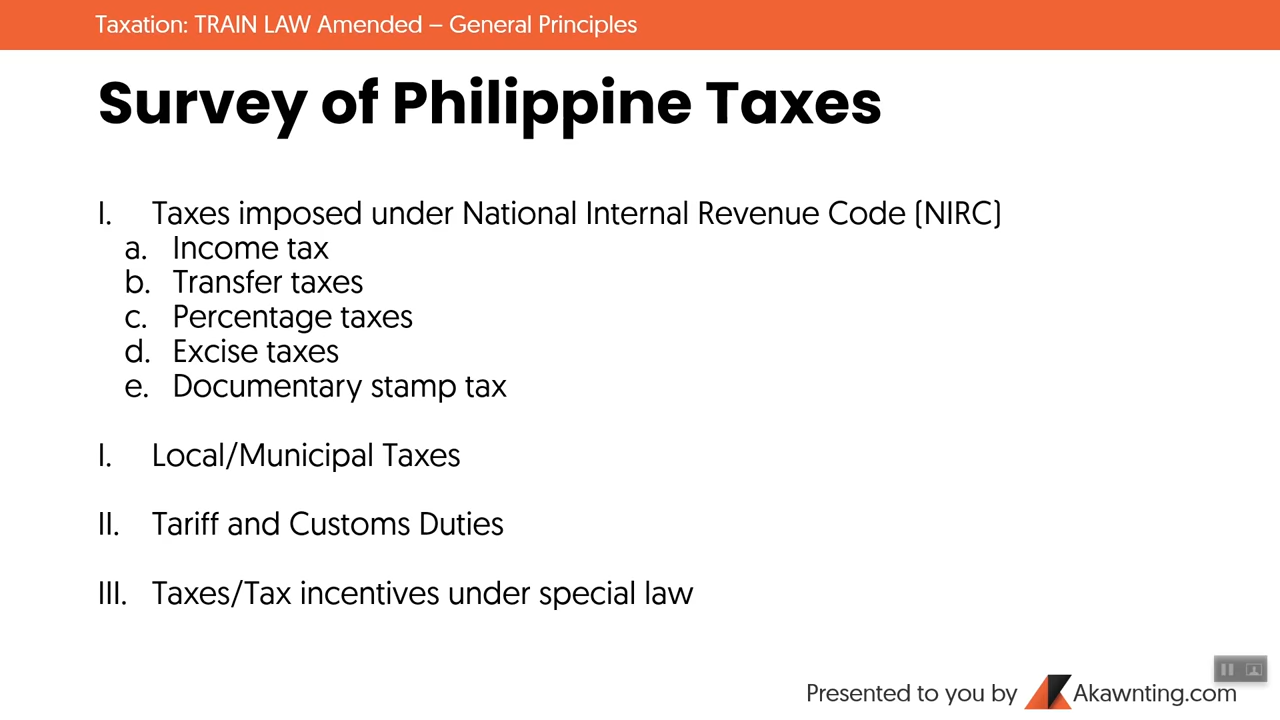 Taxation: TRAIN LAW Amended – General Principles
Survey of Philippine Taxes
I. Taxes imposed under National Internal Revenue Code (NIRC)
a. Income tax
b. Transfer taxes
c. Percentage taxes
d. Excise taxes
e. Documentary stamp tax
I. Local/Municipal Taxes
II. Tariff and Customs Duties
III. Taxes/Tax incentives under special law
Presented to you by Akawnting.com